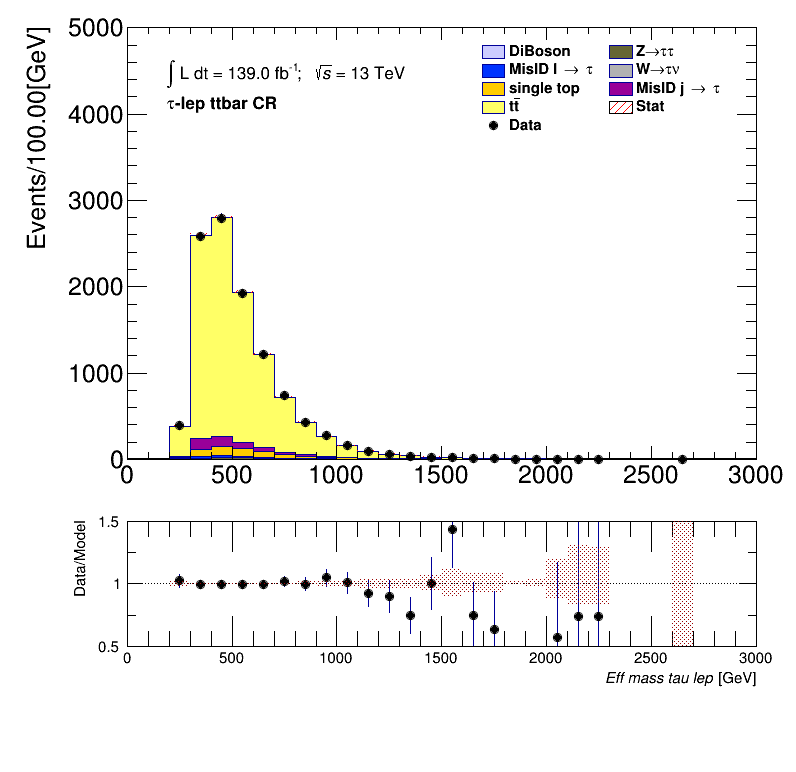 5000
4000
3000
2000
1000
0
Events/100.00[GeV]
∫ L dt = 139.0 fb⁻¹; √s = 13 TeV
τ-lep ttbar CR
DiBoson
MisID l → τ
single top
tt̄
Data
Z→ττ
W→τν
MisID j → τ
Stat
0 500 1000 1500 2000 2500 3000
Data/Model
1.5
1
0.5
0 500 1000 1500 2000 2500 3000
Eff mass tau lep [GeV]